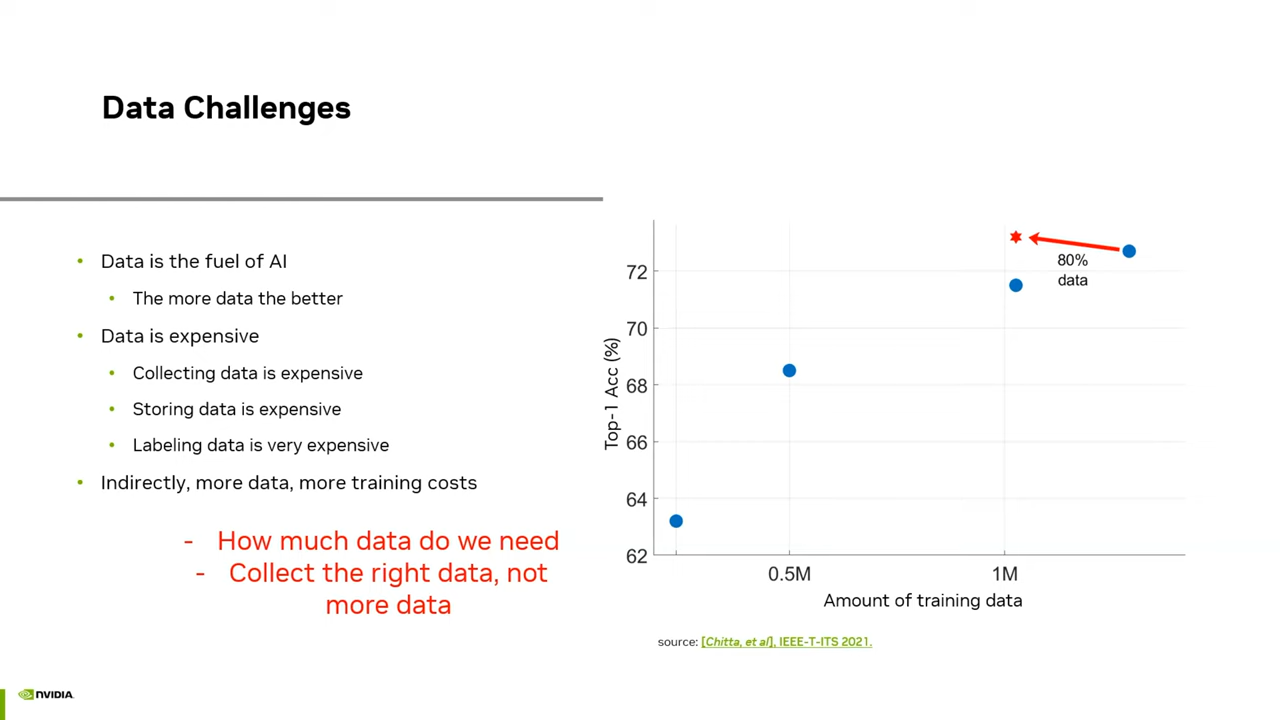 Data Challenges
• Data is the fuel of AI
• The more data the better
• Data is expensive
• Collecting data is expensive
• Storing data is expensive
• Labeling data is very expensive
• Indirectly, more data, more training costs
- How much data do we need
- Collect the right data, not
more data
Top-1 Acc (%)
72
70
68
66
64
62
80%
data
0.5M
1M
Amount of training data
source: [Chitta, et al], IEEE-T-ITS 2021.
NVIDIA.